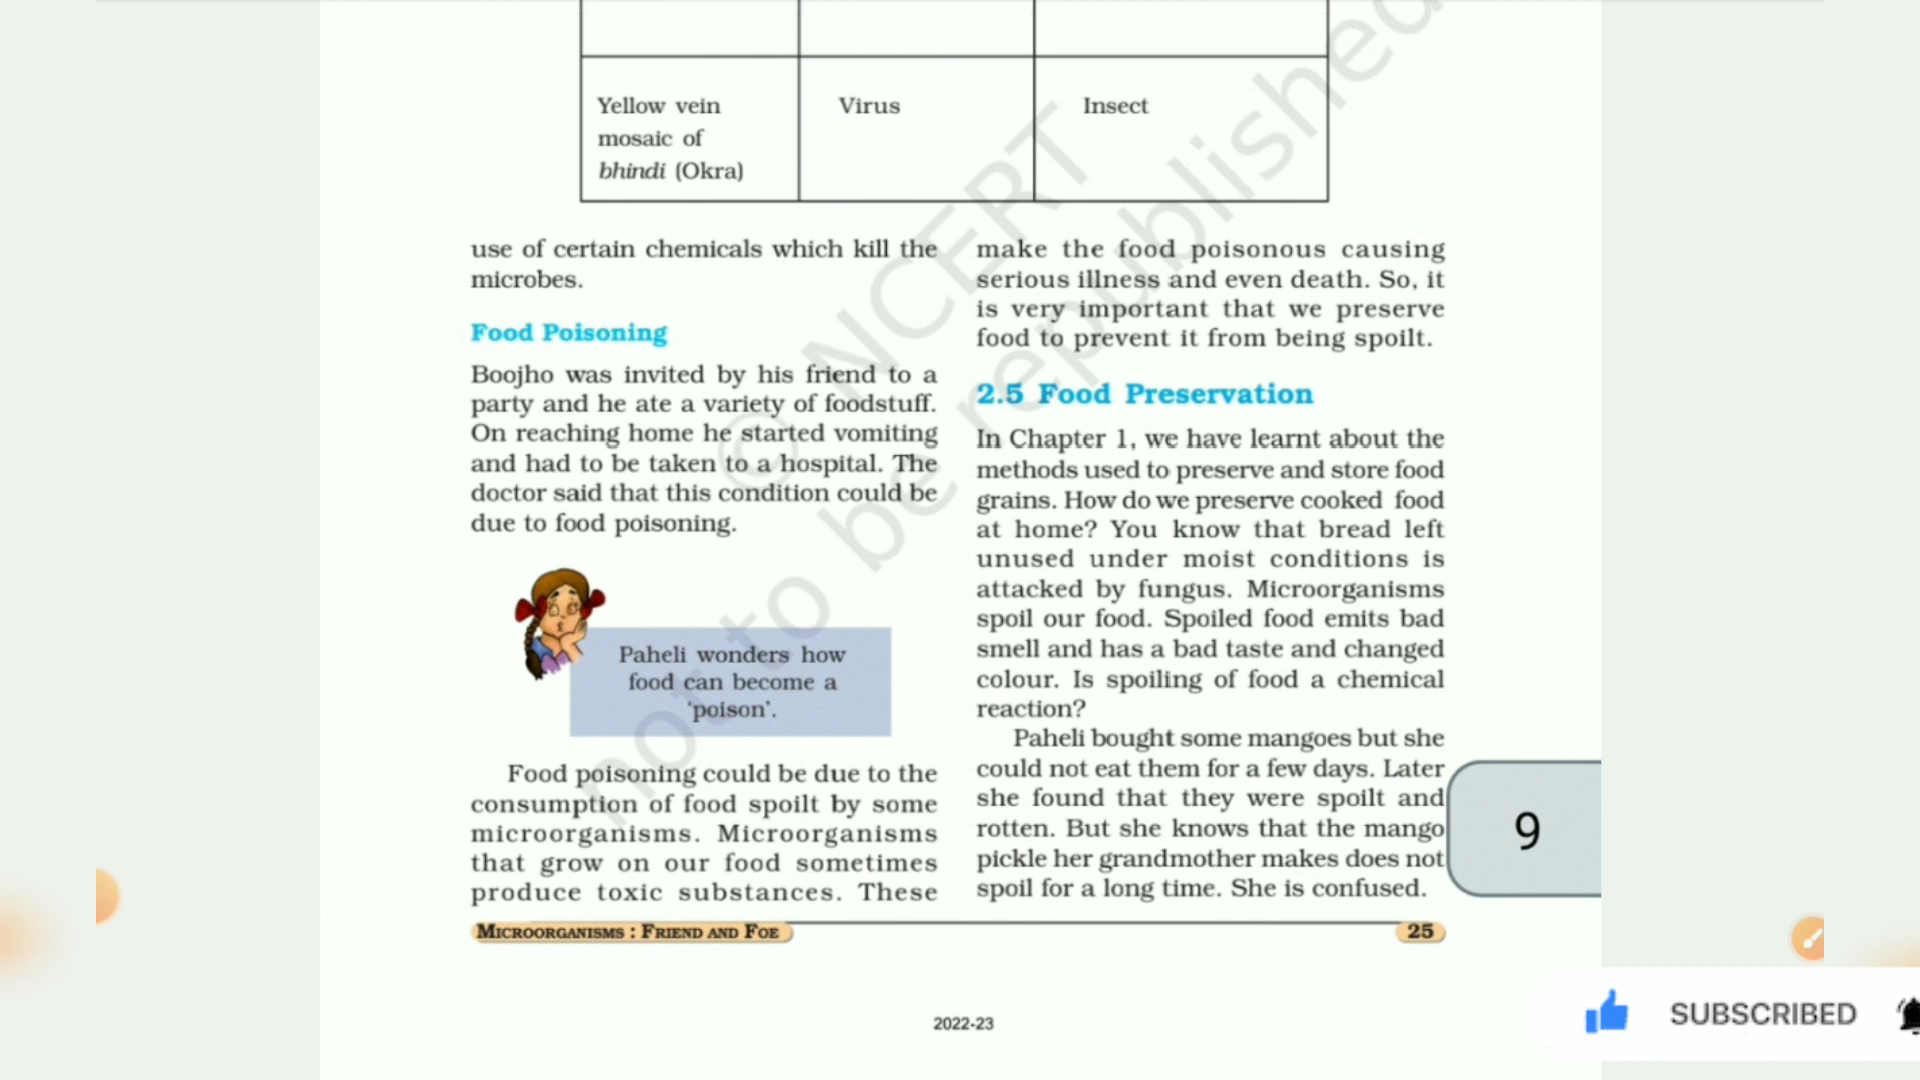 Yellow vein
mosaic of
bhindi (Okra)
Virus
Insect
use of certain chemicals which kill the
microbes.
Food Poisoning
Boojho was invited by his friend to a
party and he ate a variety of foodstuff.
On reaching home he started vomiting
and had to be taken to a hospital. The
doctor said that this condition could be
due to food poisoning.
Paheli wonders how
food can become a
‘poison’.
Food poisoning could be due to the
consumption of food spoilt by some
microorganisms. Microorganisms
that grow on our food sometimes
produce toxic substances. These
make the food poisonous causing
serious illness and even death. So, it
is very important that we preserve
food to prevent it from being spoilt.
2.5 Food Preservation
In Chapter 1, we have learnt about the
methods used to preserve and store food
grains. How do we preserve cooked food
at home? You know that bread left
unused under moist conditions is
attacked by fungus. Microorganisms
spoil our food. Spoiled food emits bad
smell and has a bad taste and changed
colour. Is spoiling of food a chemical
reaction?
Paheli bought some mangoes but she
could not eat them for a few days. Later
she found that they were spoilt and
rotten. But she knows that the mango
pickle her grandmother makes does not
spoil for a long time. She is confused.
9
MICROORGANISMS : FRIEND AND FOE
25
2022-23
SUBSCRIBED
© NCERT
not to be republished